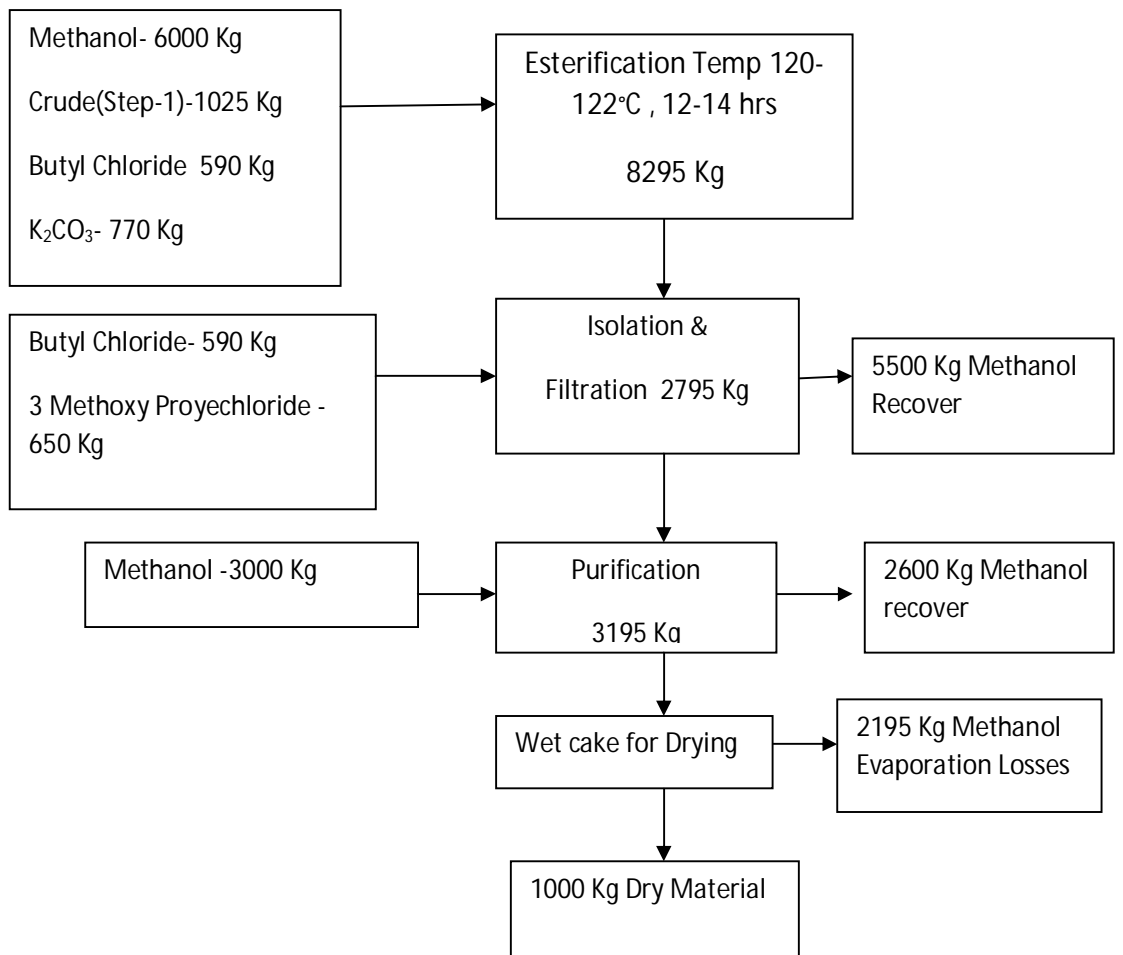 Methanol- 6000 Kg
Crude(Step-1)-1025 Kg
Butyl Chloride  590 Kg
K₂CO₃- 770 Kg
Esterification Temp 120-
122°C , 12-14 hrs
8295 Kg
Butyl Chloride- 590 Kg
3 Methoxy Proyechloride -
650 Kg
Isolation &
Filtration  2795 Kg
5500 Kg Methanol
Recover
Methanol -3000 Kg
Purification
3195 Kg
2600 Kg Methanol
recover
Wet cake for Drying
2195 Kg Methanol
Evaporation Losses
1000 Kg Dry Material